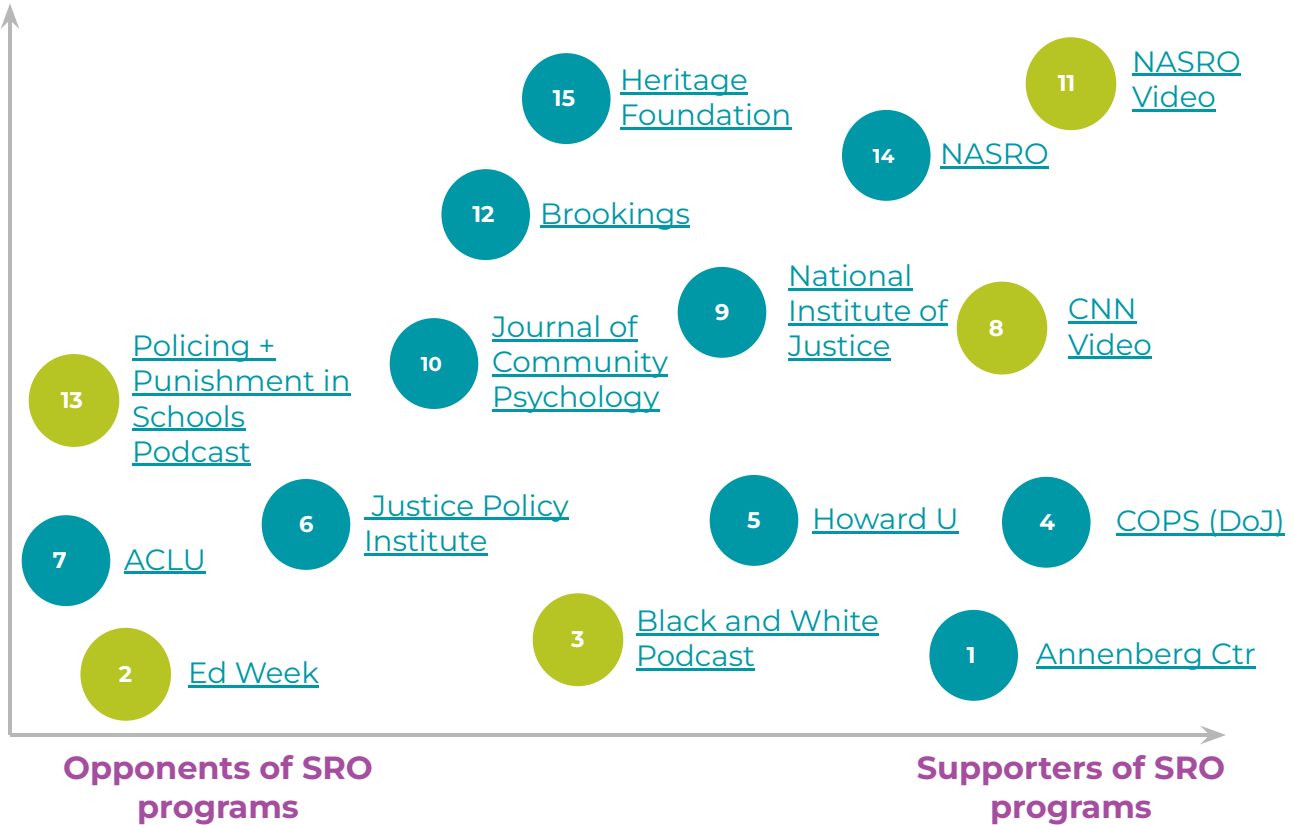 15
Heritage
Foundation
11
NASRO
Video
14
NASRO
12
Brookings
9
National
Institute of
Justice
8
CNN
Video
10
Journal of
Community
Psychology
13
Policing +
Punishment in
Schools
Podcast
6
Justice Policy
Institute
5
Howard U
4
COPS (DoJ)
7
ACLU
3
Black and White
Podcast
1
Annenberg Ctr
2
Ed Week
Opponents of SRO
programs
Supporters of SRO
programs